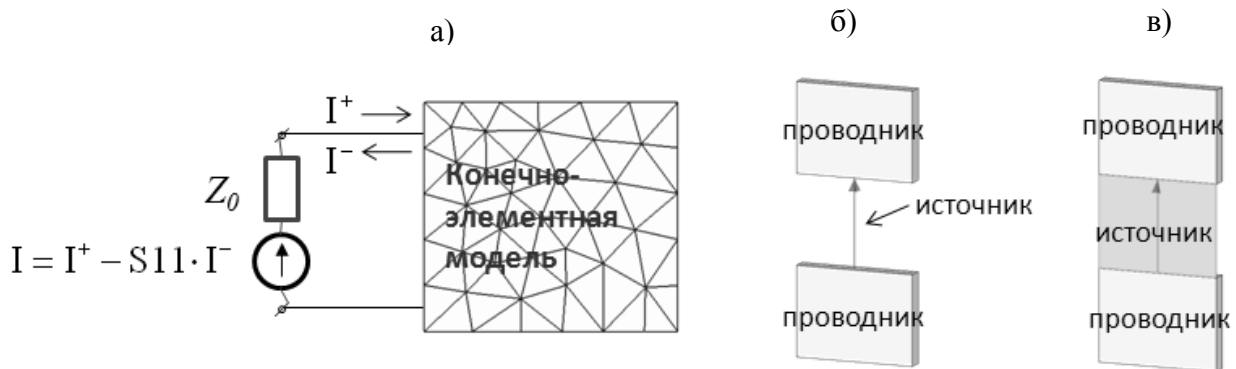 а)
б)
в)
I⁺
I⁻
Z₀
I = I⁺ − S11· I⁻
Конечно-
элементная
модель
проводник
источник
проводник
проводник
источник
проводник